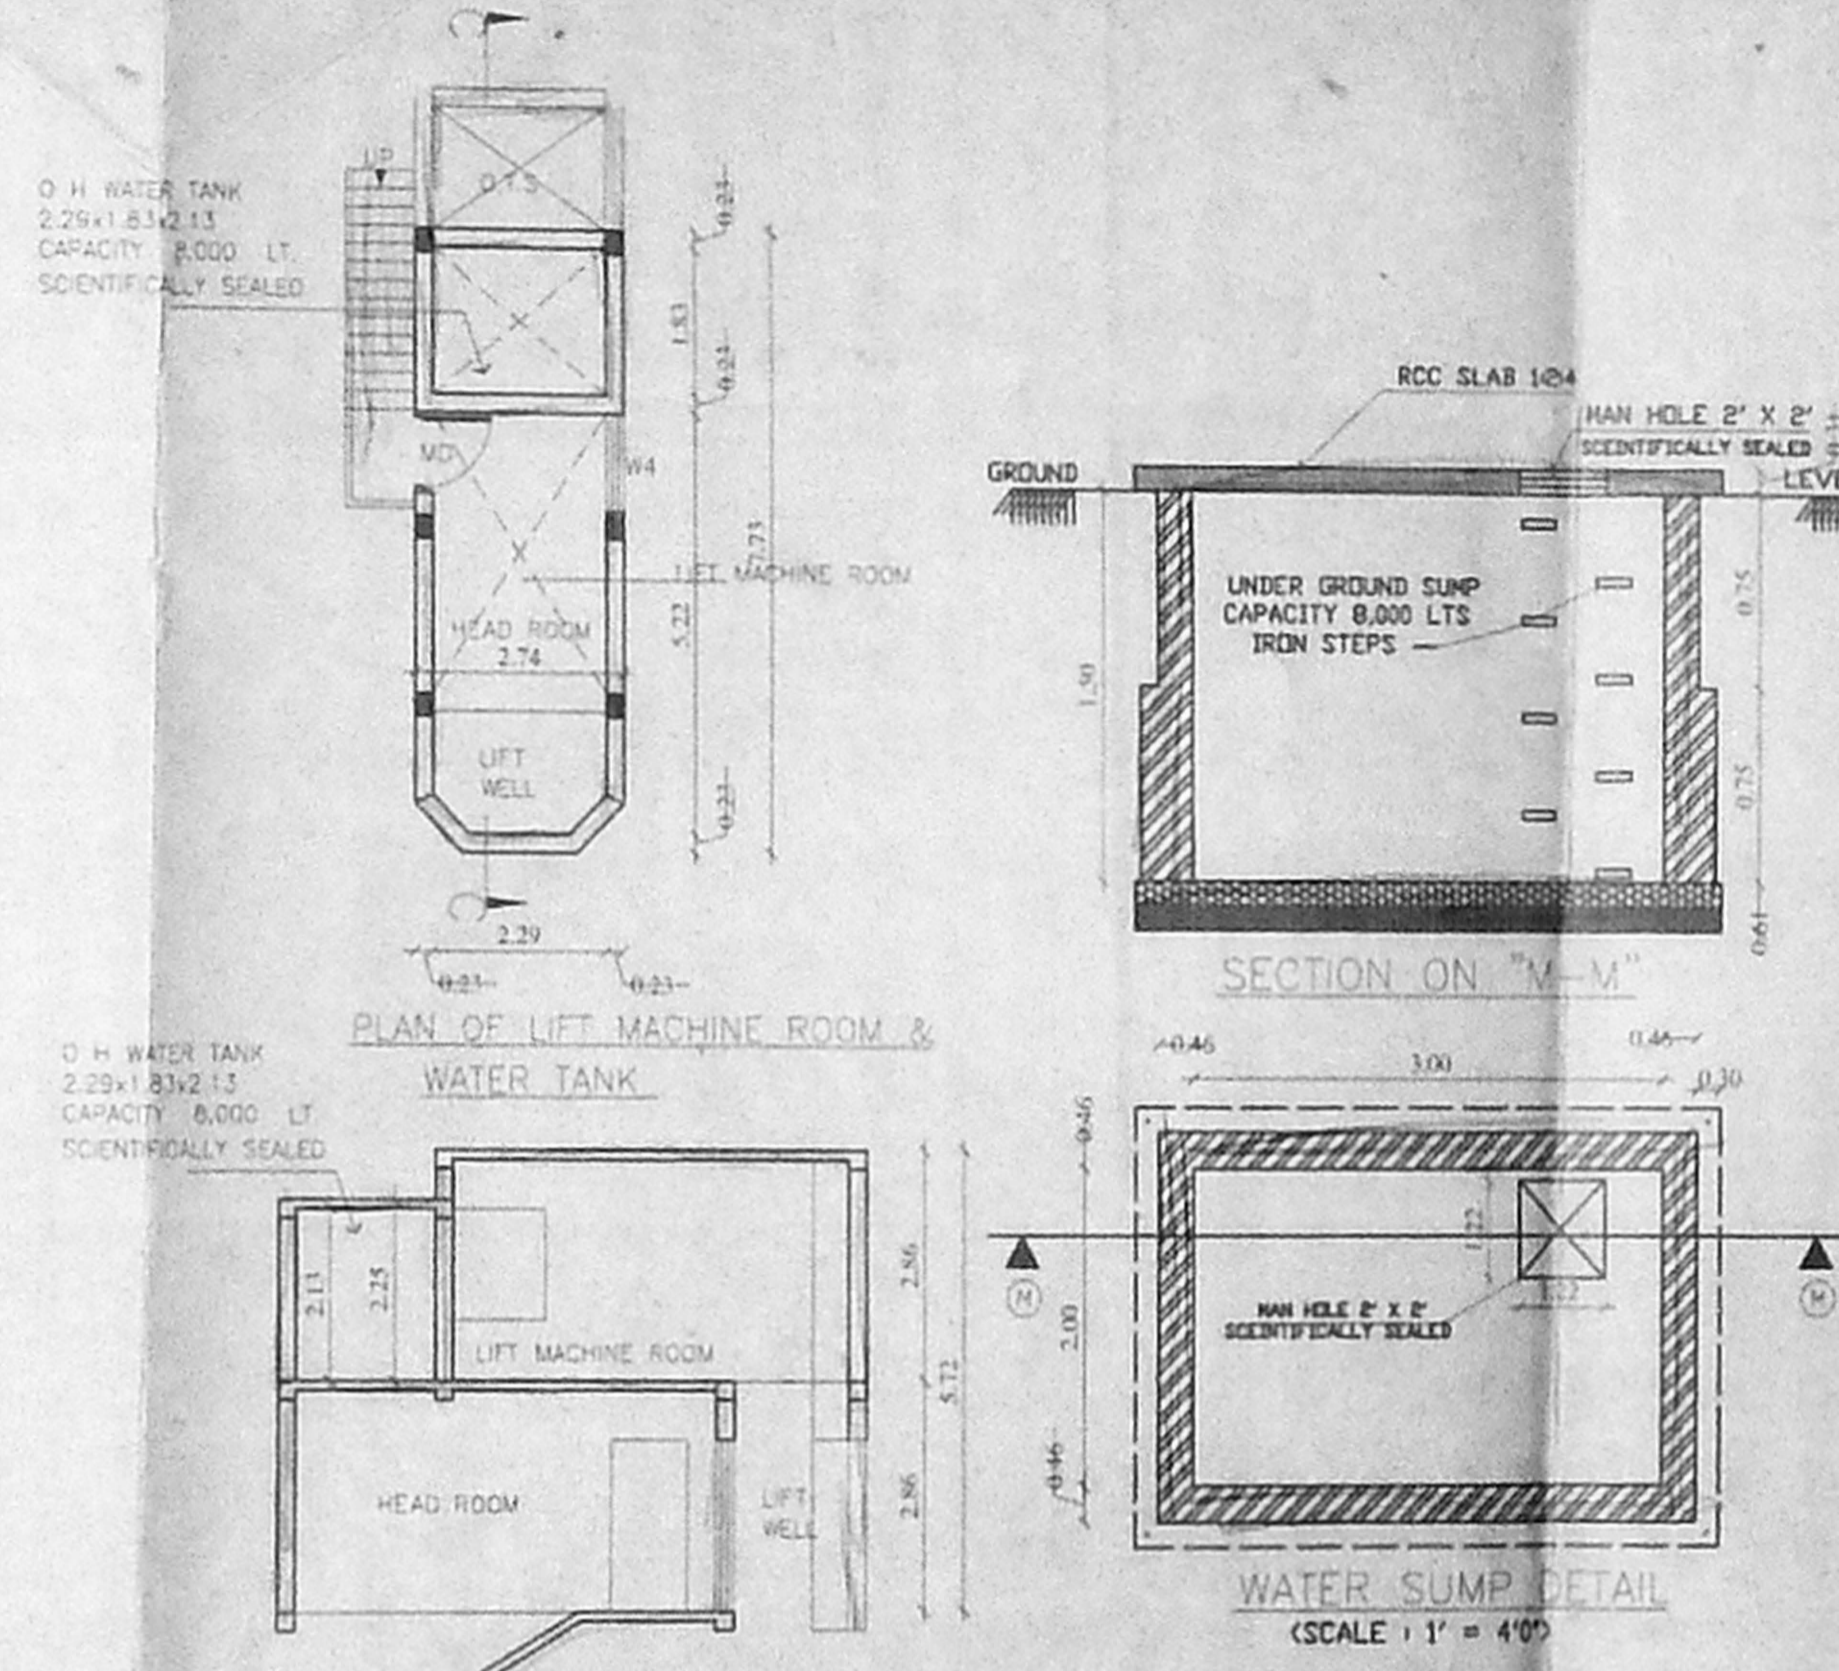 C
UP
O.T.S
O H WATER TANK
2.29x1.83x2.13
CAPACITY 8,000 LT.
SCIENTIFICALLY SEALED
MD
W4
LIFT MACHINE ROOM
HEAD ROOM
2.74
LIFT
WELL
C
0.23
1.83
0.23
7.73
5.22
0.23
2.29
0.23
0.23
PLAN OF LIFT MACHINE ROOM &
WATER TANK
RCC SLAB
MAN HOLE 2' X 2'
SCEINTIFICALLY SEALED
GROUND
LEVE
UNDER GROUND SUMP
CAPACITY 8,000 LTS
IRON STEPS
1.50
0.75
0.75
0.61
SECTION ON "M-M"
O H WATER TANK
2.29x1.83x2.13
CAPACITY 8,000 LT.
SCIENTIFICALLY SEALED
2.13
2.25
LIFT MACHINE ROOM
HEAD ROOM
LIFT
WELL
2.86
5.72
2.86
0.46
3.00
0.46
0.30
0.46
1.22
2.00
0.46
M
M
MAN HOLE 2' X 2'
SCEINTIFICALLY SEALED
WATER SUMP DETAIL
(SCALE : 1' = 4'0")